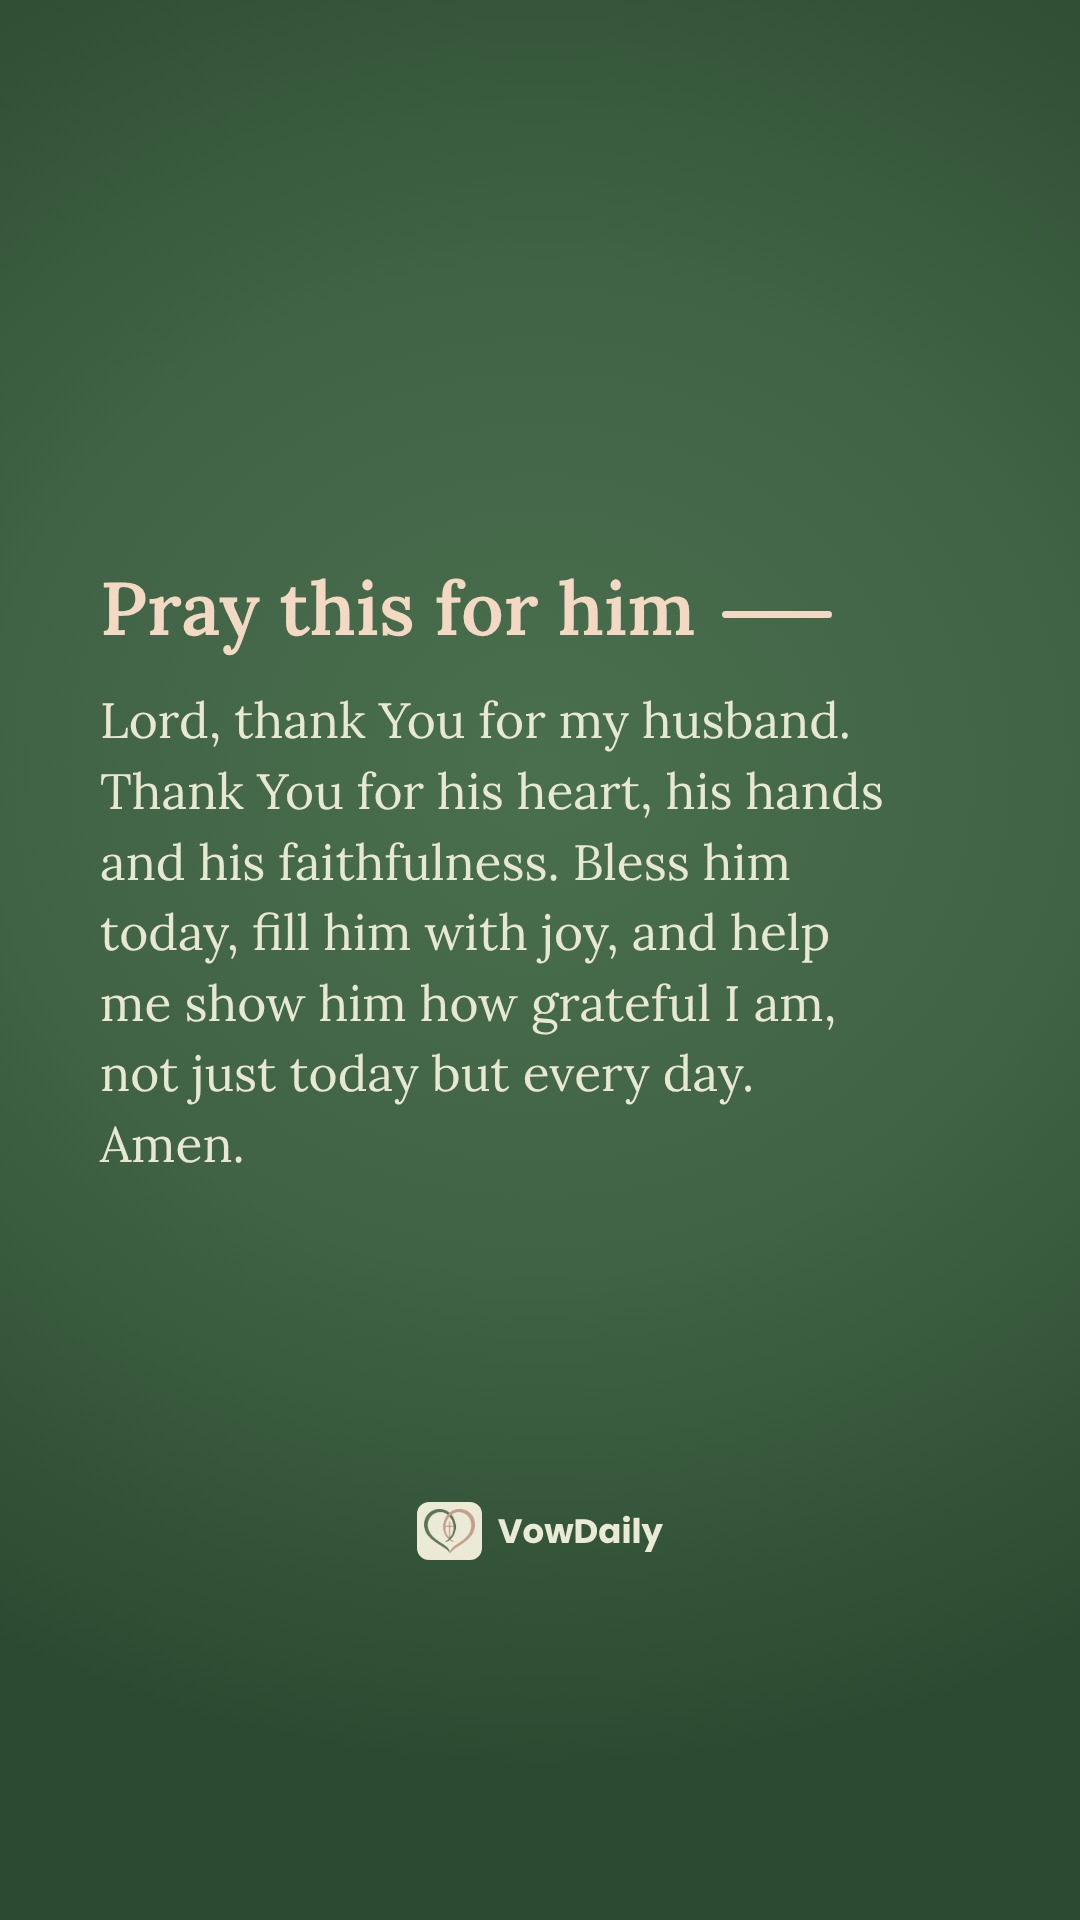 Pray this for him —
Lord, thank You for my husband.
Thank You for his heart, his hands
and his faithfulness. Bless him
today, fill him with joy, and help
me show him how grateful I am,
not just today but every day.
Amen.
VowDaily